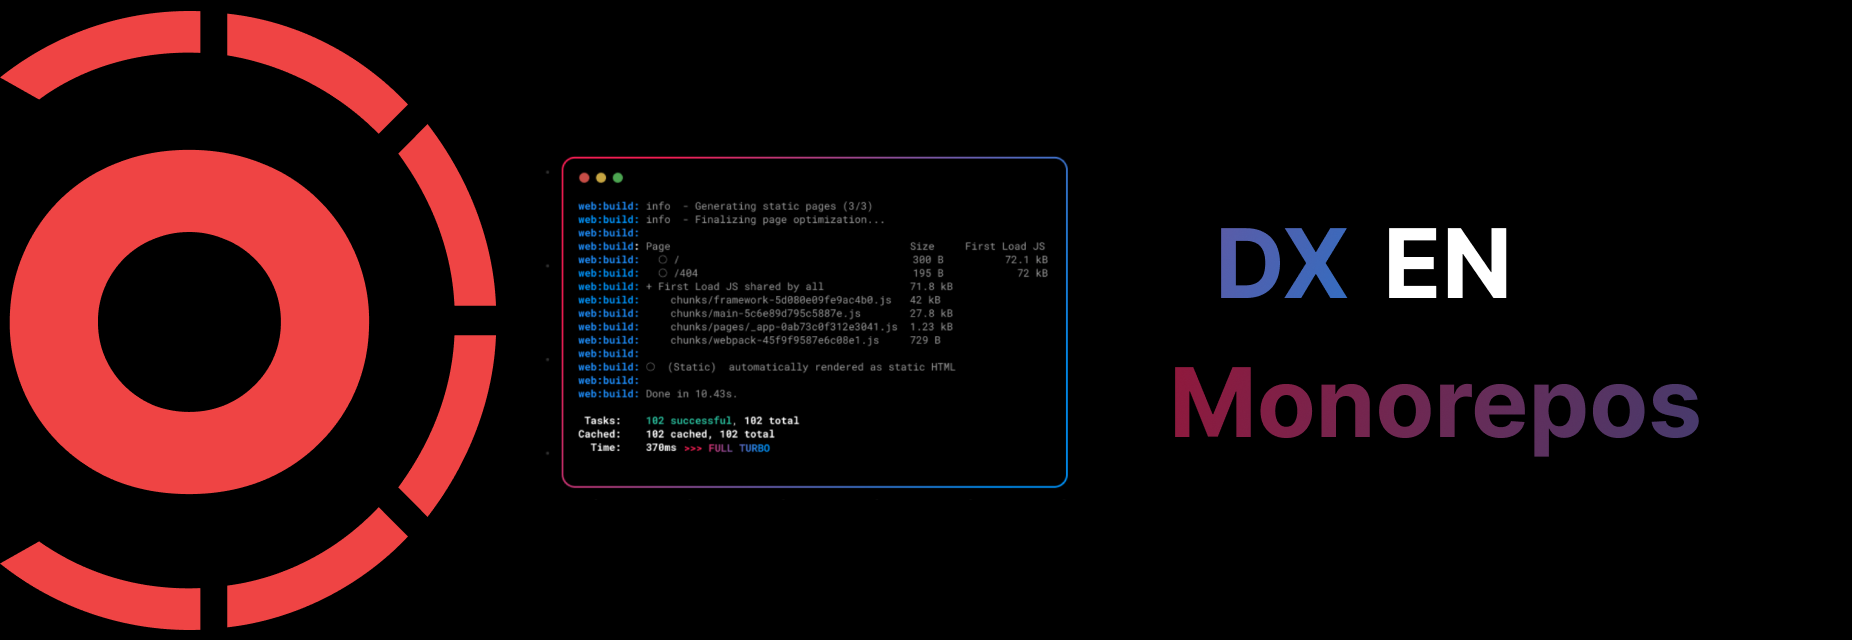 web:build: info  - Generating static pages (3/3)
web:build: info  - Finalizing page optimization...
web:build:
web:build: Page Size First Load JS
web:build: ○ / 300 B 72.1 kB
web:build: ○ /404 195 B 72 kB
web:build: + First Load JS shared by all 71.8 kB
web:build: chunks/framework-5d080e09fe9ac4b0.js 42 kB
web:build: chunks/main-5c6e89d795c5887e.js 27.8 kB
web:build: chunks/pages/_app-0ab73c0f312e3041.js 1.23 kB
web:build: chunks/webpack-45f9f9587e6c08e1.js 729 B
web:build:
web:build: ○ (Static) automatically rendered as static HTML
web:build:
web:build: Done in 10.43s.
Tasks: 102 successful, 102 total
Cached: 102 cached, 102 total
Time: 370ms >>> FULL TURBO
DX EN
Monorepos